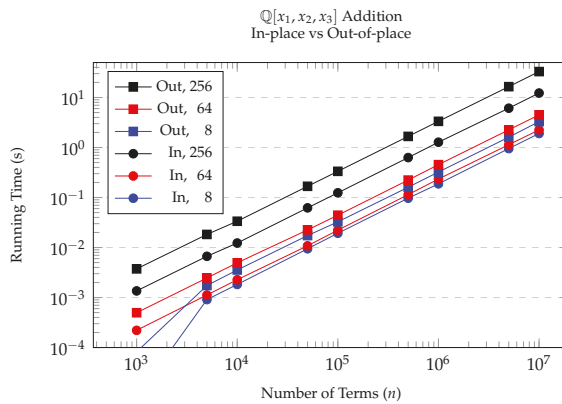 ℚ[x₁, x₂, x₃] Addition
In-place vs Out-of-place
Running Time (s)
10¹
10⁰
10⁻¹
10⁻²
10⁻³
10⁻⁴
Out, 256
Out, 64
Out, 8
In, 256
In, 64
In, 8
10³ 10⁴ 10⁵ 10⁶ 10⁷
Number of Terms (n)